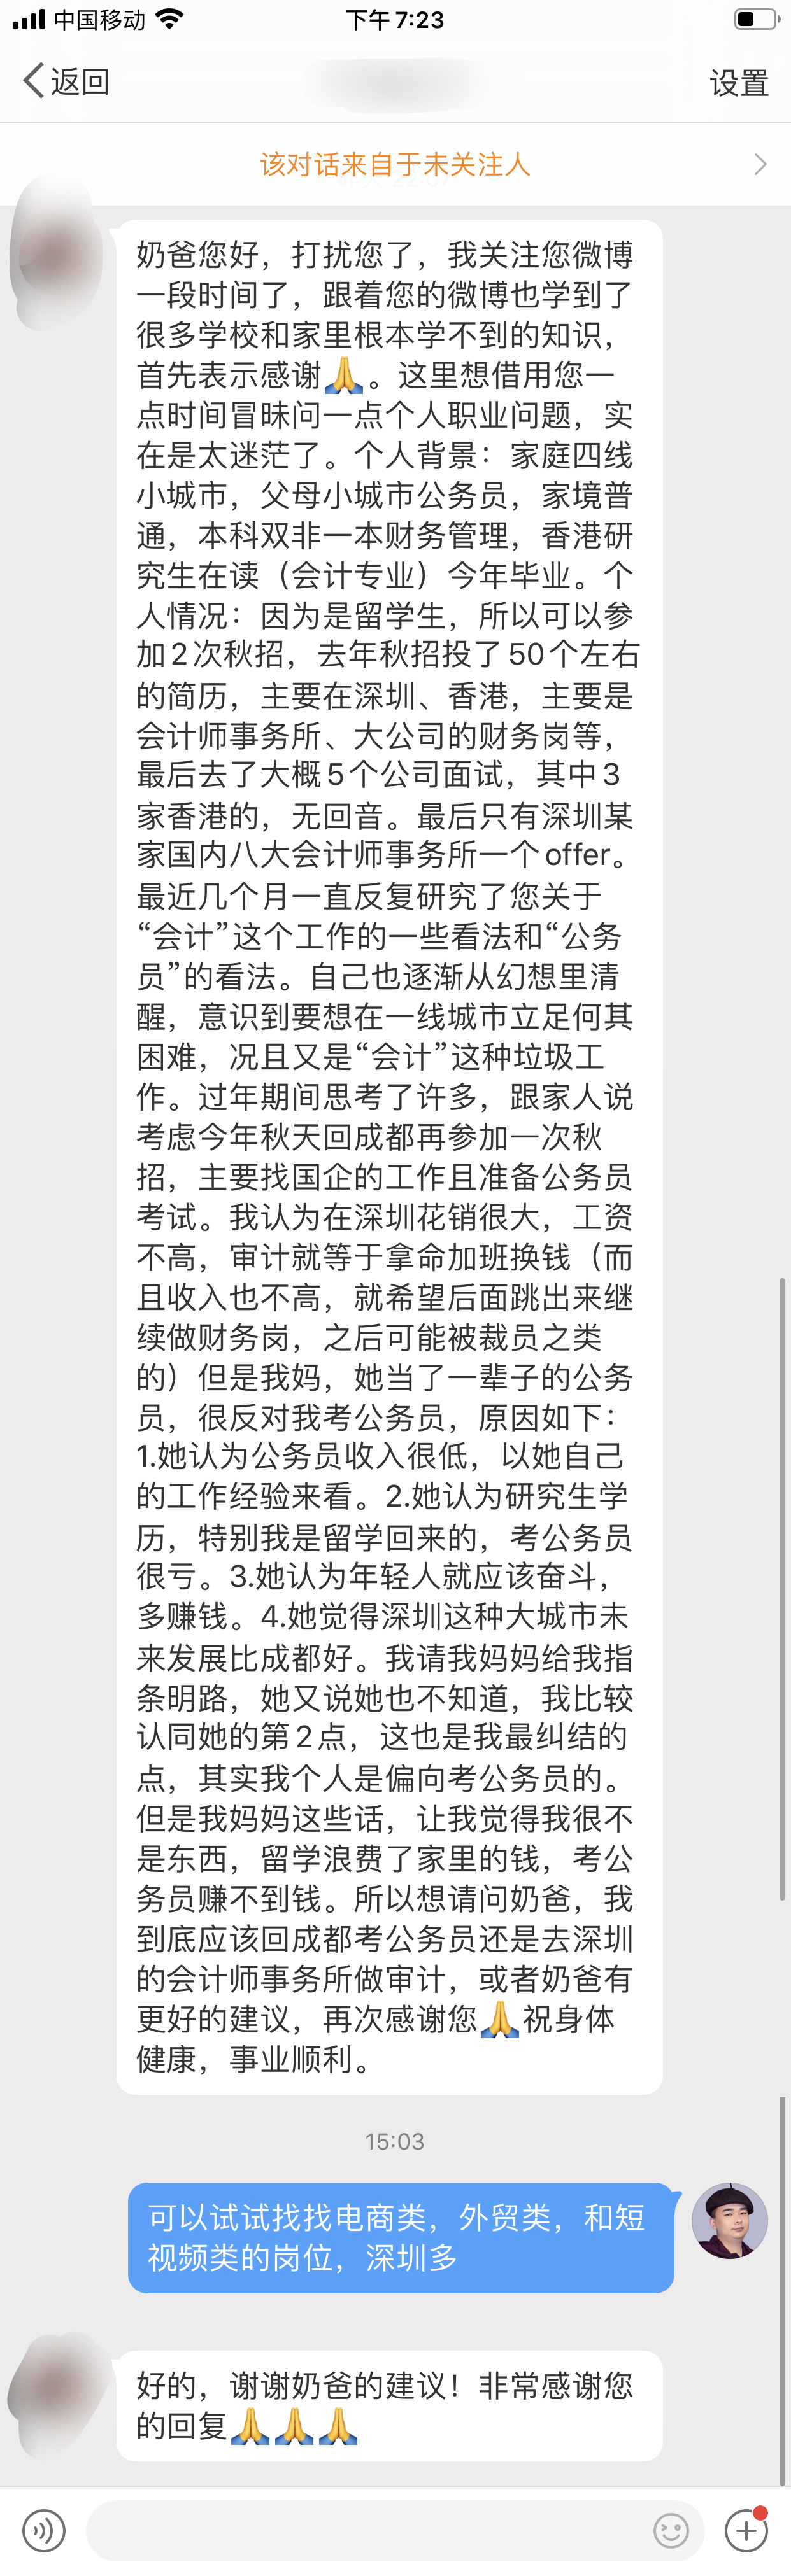 中国移动
下午7:23
返回
设置
该对话来自于未关注人
奶爸您好，打扰您了，我关注您微博
一段时间了，跟着您的微博也学到了
很多学校和家里根本学不到的知识，
首先表示感谢🙏。这里想借用您一
点时间冒昧问一点个人职业问题，实
在是太迷茫了。个人背景：家庭四线
小城市，父母小城市公务员，家境普
通，本科双非一本财务管理，香港研
究生在读（会计专业）今年毕业。个
人情况：因为是留学生，所以可以参
加2次秋招，去年秋招投了50个左右
的简历，主要在深圳、香港，主要是
会计师事务所、大公司的财务岗等，
最后去了大概5个公司面试，其中3
家香港的，无回音。最后只有深圳某
家国内八大会计师事务所一个offer。
最近几个月一直反复研究了您关于
“会计”这个工作的一些看法和“公务
员”的看法。自己也逐渐从幻想里清
醒，意识到要想在一线城市立足何其
困难，况且又是“会计”这种垃圾工
作。过年期间思考了许多，跟家人说
考虑今年秋天回成都再参加一次秋
招，主要找国企的工作且准备公务员
考试。我认为在深圳花销很大，工资
不高，审计就等于拿命加班换钱（而
且收入也不高，就希望后面跳出来继
续做财务岗，之后可能被裁员之类
的）但是我妈，她当了一辈子的公务
员，很反对我考公务员，原因如下：
1.她认为公务员收入很低，以她自己
的工作经验来看。2.她认为研究生学
历，特别我是留学回来的，考公务员
很亏。3.她认为年轻人就应该奋斗，
多赚钱。4.她觉得深圳这种大城市未
来发展比成都好。我请我妈妈给我指
条明路，她又说她也不知道，我比较
认同她的第2点，这也是我最纠结的
点，其实我个人是偏向考公务员的。
但是我妈妈这些话，让我觉得我很不
是东西，留学浪费了家里的钱，考公
务员赚不到钱。所以想请问奶爸，我
到底应该回成都考公务员还是去深圳
的会计师事务所做审计，或者奶爸有
更好的建议，再次感谢您🙏祝身体
健康，事业顺利。
15:03
可以试试找找电商类，外贸类，和短
视频类的岗位，深圳多
好的，谢谢奶爸的建议！非常感谢您
的回复🙏🙏🙏